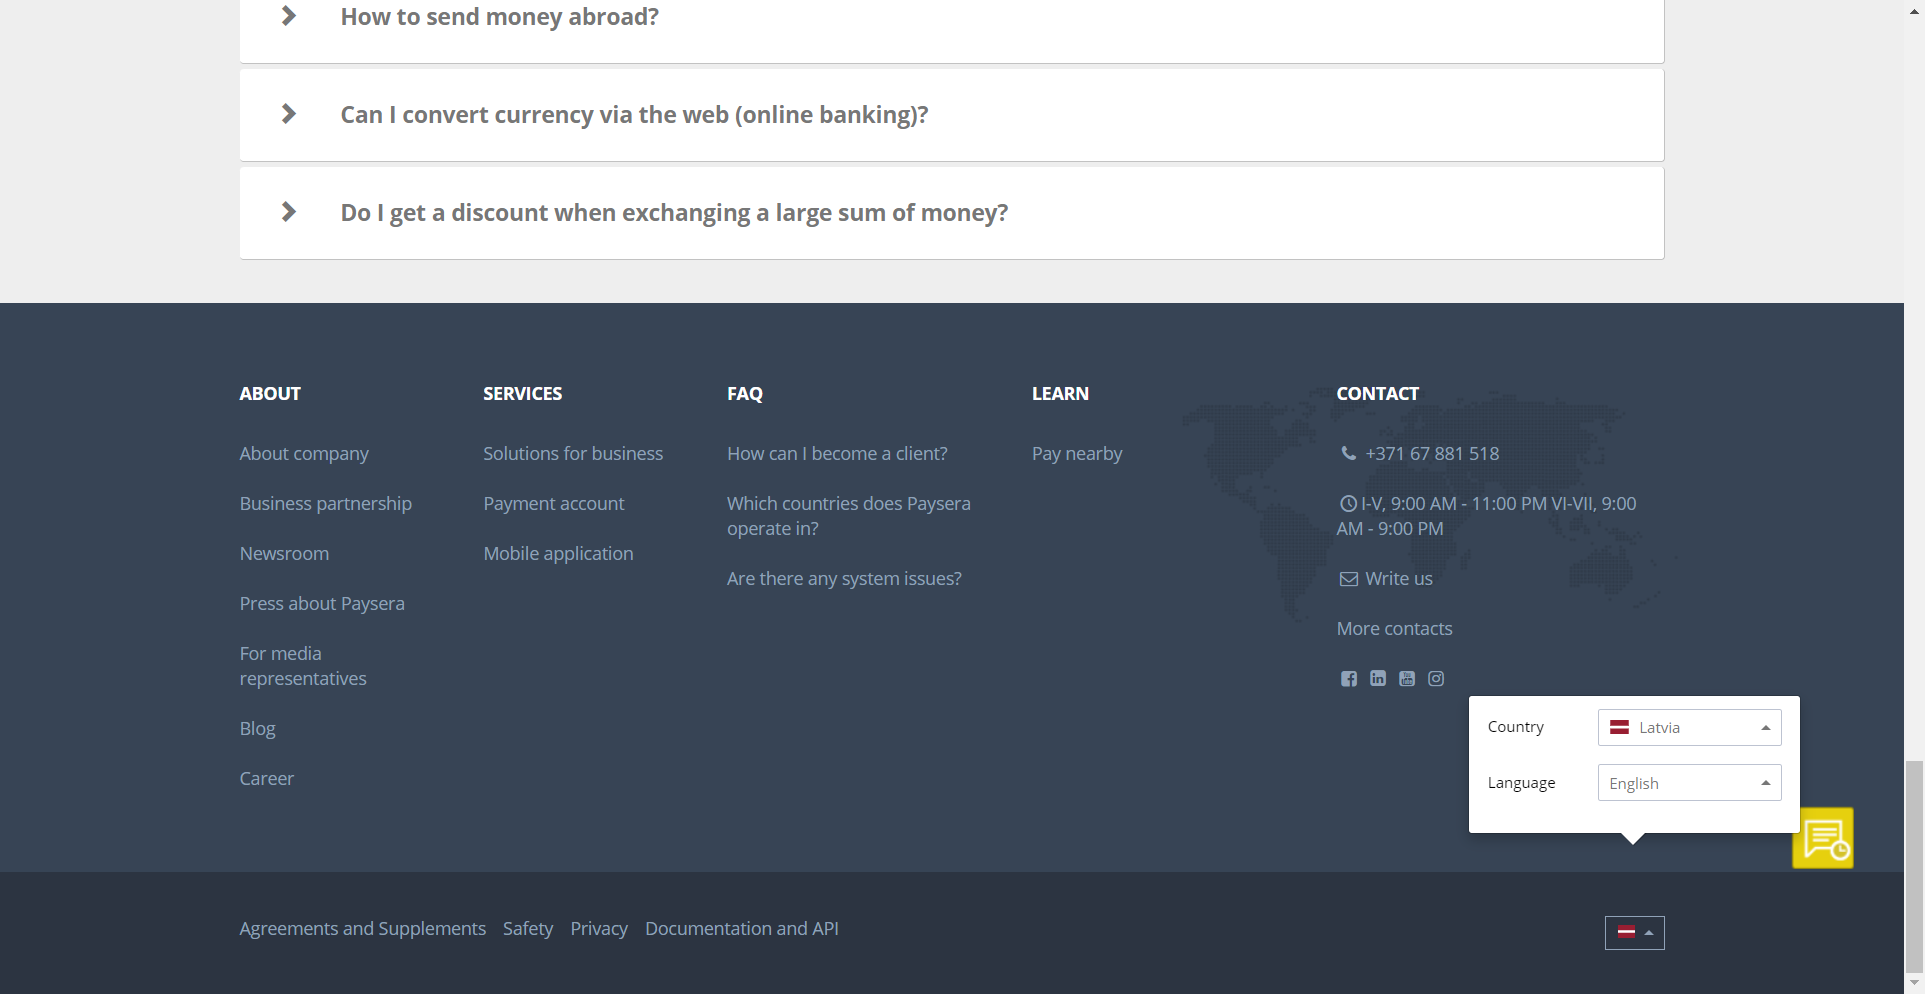 How to send money abroad?
Can I convert currency via the web (online banking)?
Do I get a discount when exchanging a large sum of money?
ABOUT
About company
Business partnership
Newsroom
Press about Paysera
For media
representatives
Blog
Career
SERVICES
Solutions for business
Payment account
Mobile application
FAQ
How can I become a client?
Which countries does Paysera
operate in?
Are there any system issues?
LEARN
Pay nearby
CONTACT
+371 67 881 518
I-V, 9:00 AM - 11:00 PM VI-VII, 9:00
AM - 9:00 PM
Write us
More contacts
Country Latvia
Language English
Agreements and Supplements Safety Privacy Documentation and API